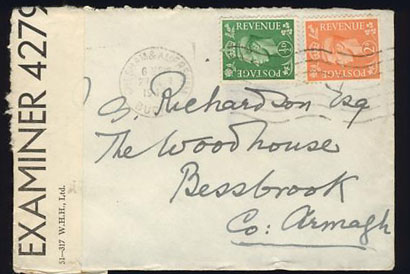 EXAMINER 4279
51-317 W.H.H., Ltd.
REVENUE
POSTAGE
REVENUE
POSTAGE
J. S. Richardson Esq
The Woodhouse
Bessbrook
Co: Armagh